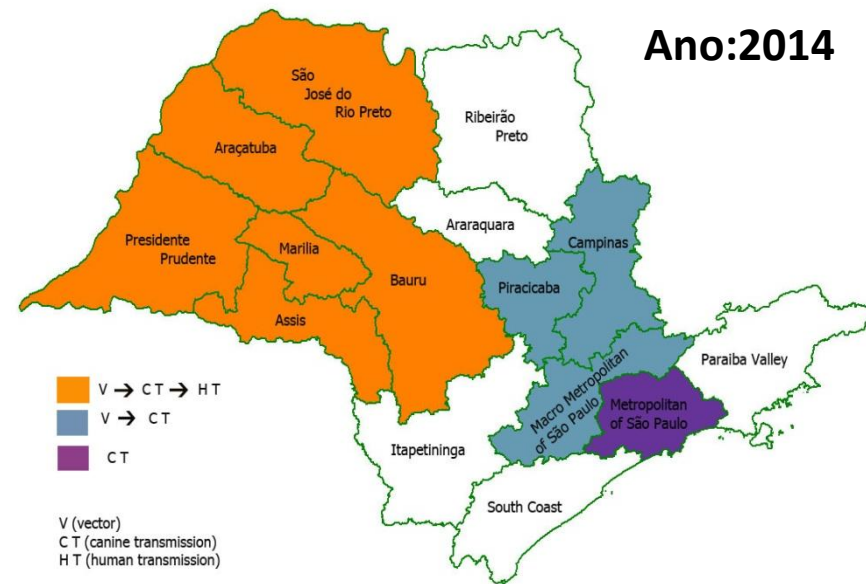 Ano:2014
São
José do
Rio Preto
Ribeirão
Preto
Araçatuba
Araraquara
Campinas
Presidente
Prudente
Marilia
Bauru
Piracicaba
Assis
Paraiba Valley
Macro Metropolitan
of São Paulo
Metropolitan
of São Paulo
Itapetininga
South Coast
V → C T → H T
V → C T
C T
V (vector)
C T (canine transmission)
H T (human transmission)